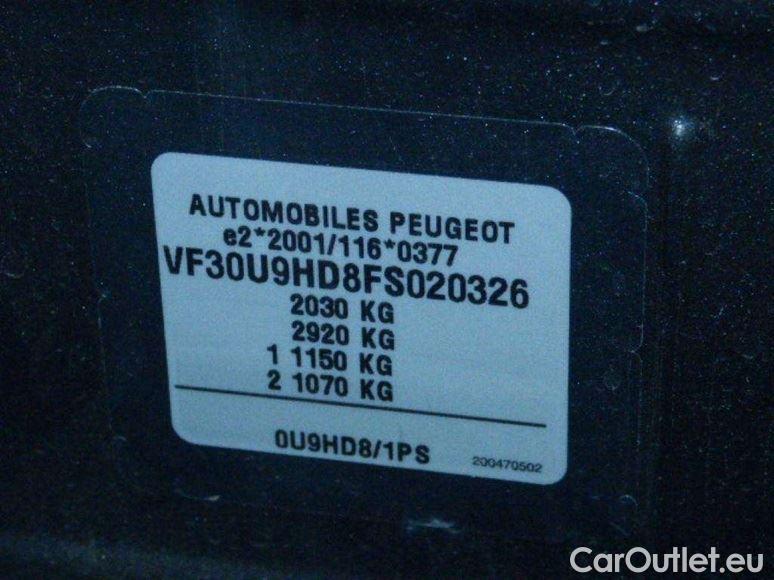 AUTOMOBILES PEUGEOT
e2*2001/116*0377
VF30U9HD8FS020326
2030 KG
2920 KG
1 1150 KG
2 1070 KG
0U9HD8/1PS
200470502
CarOutlet.eu